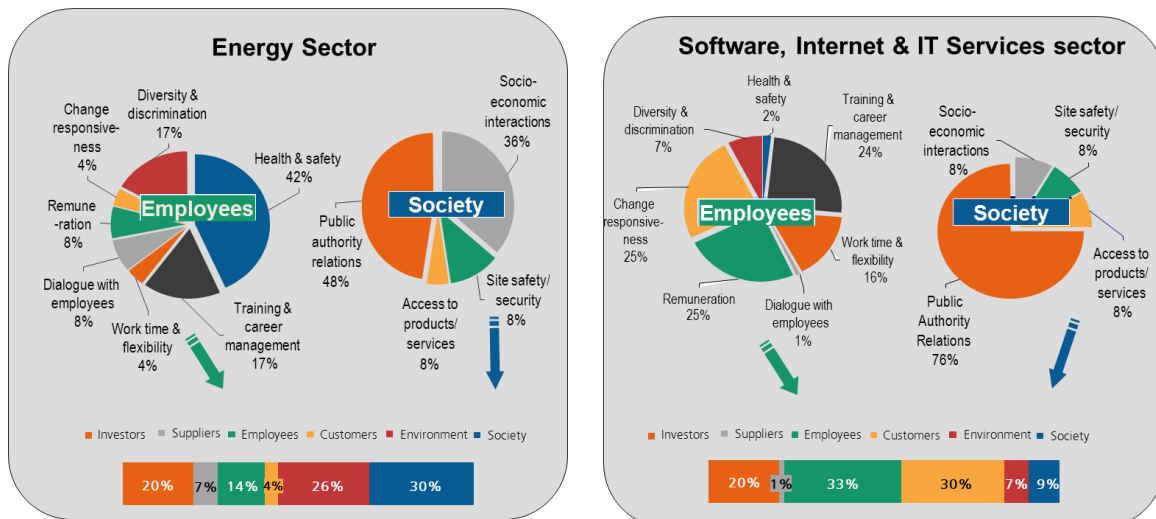 Energy Sector
Diversity &
discrimination
17%
Change
responsive-
ness
4%
Health & safety
42%
Employees
Remune
-ration
8%
Dialogue with
employees
8%
Work time &
flexibility
4%
Training &
career
management
17%
Socio-
economic
interactions
36%
Society
Public
authority
relations
48%
Access to
products/
services
8%
Site safety/
security
8%
Investors
Suppliers
Employees
Customers
Environment
Society
20%
7%
14%
4%
26%
30%
Software, Internet & IT Services sector
Health &
safety
2%
Training &
career
management
24%
Diversity &
discrimination
7%
Change
responsive-
ness
25%
Employees
Remuneration
25%
Dialogue with
employees
1%
Work time &
flexibility
16%
Socio-
economic
interactions
8%
Site safety/
security
8%
Society
Access to
products/
services
8%
Public
Authority
Relations
76%
Investors
Suppliers
Employees
Customers
Environment
Society
20%
1%
33%
30%
7%
9%